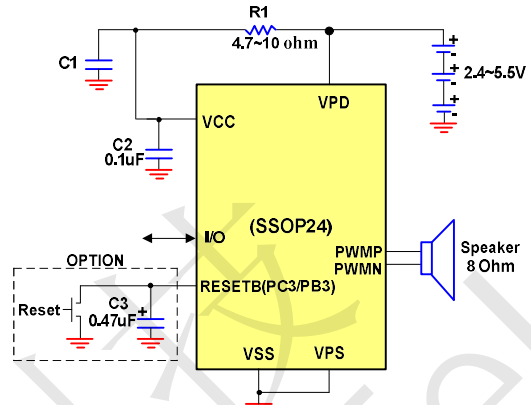 R1
4.7~10 ohm
C1
+
-
+
-
+
-
2.4~5.5V
VPD
VCC
C2
0.1uF
(SSOP24)
I/O
PWMP
PWMN
Speaker
8 Ohm
OPTION
RESETB(PC3/PB3)
Reset
C3
+
0.47uF
VSS
VPS